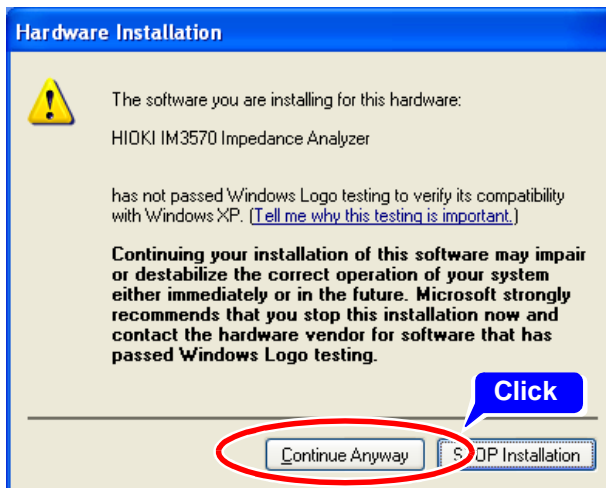 Hardware Installation
The software you are installing for this hardware:
HIOKI IM3570 Impedance Analyzer
has not passed Windows Logo testing to verify its compatibility
with Windows XP. (Tell me why this testing is important.)
Continuing your installation of this software may impair
or destabilize the correct operation of your system
either immediately or in the future. Microsoft strongly
recommends that you stop this installation now and
contact the hardware vendor for software that has
passed Windows Logo testing.
Click
Continue Anyway STOP Installation